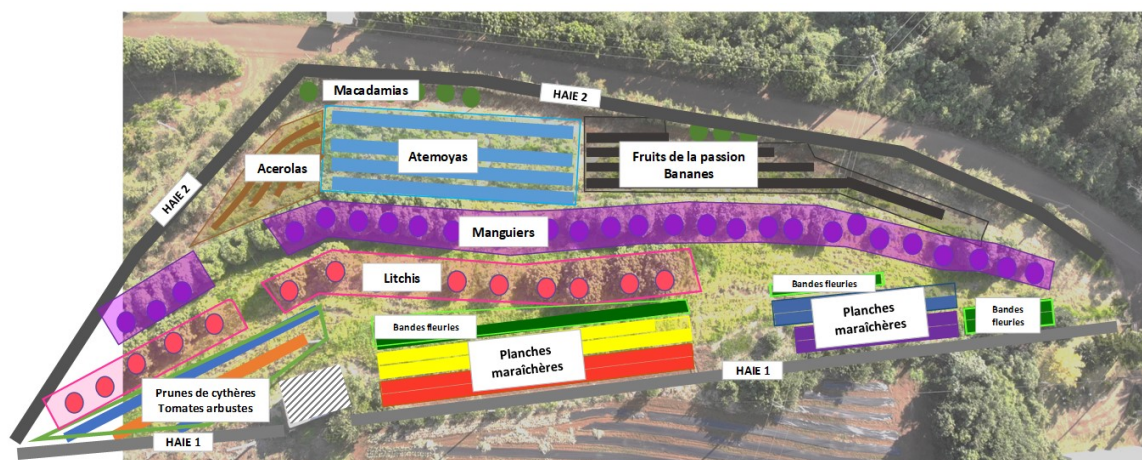 Macadamias
HAIE 2
Acerolas
Atemoyas
Fruits de la passion
Bananes
HAIE 2
Manguiers
Litchis
Bandes fleuries
Bandes fleuries
Planches
maraîchères
Bandes
fleuries
Planches
maraîchères
HAIE 1
Prunes de cythères
Tomates arbustes
HAIE 1